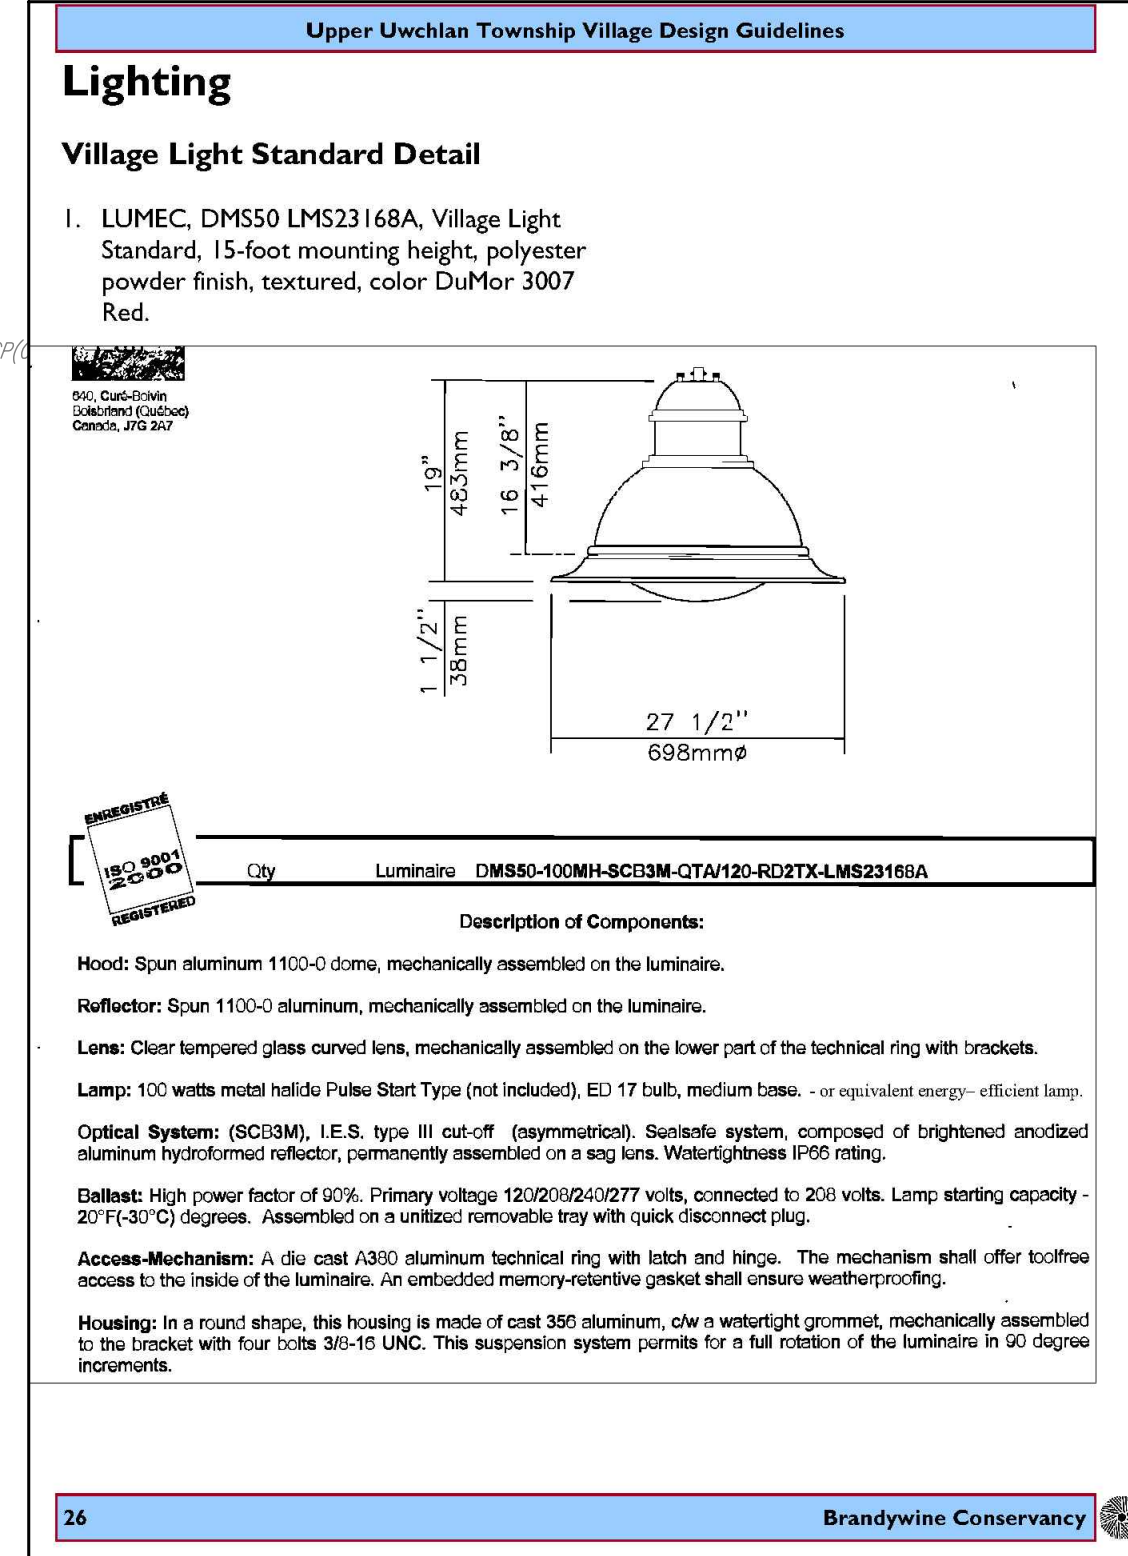 Upper Uwchlan Township Village Design Guidelines
Lighting
Village Light Standard Detail
1. LUMEC, DMS50 LMS23168A, Village Light
Standard, 15-foot mounting height, polyester
powder finish, textured, color DuMor 3007
Red.
640, Curé-Boivin
Boisbriand (Québec)
Canada, J7G 2A7
19"
483mm
16 3/8"
416mm
1 1/2"
38mm
27 1/2"
698mmø
ENREGISTRÉ
ISO 9001
2000
REGISTERED
Qty Luminaire DMS50-100MH-SCB3M-QTA/120-RD2TX-LMS23168A
Description of Components:
Hood: Spun aluminum 1100-0 dome, mechanically assembled on the luminaire.
Reflector: Spun 1100-0 aluminum, mechanically assembled on the luminaire.
Lens: Clear tempered glass curved lens, mechanically assembled on the lower part of the technical ring with brackets.
Lamp: 100 watts metal halide Pulse Start Type (not included), ED 17 bulb, medium base. - or equivalent energy– efficient lamp.
Optical System: (SCB3M), I.E.S. type III cut-off (asymmetrical). Sealsafe system, composed of brightened anodized
aluminum hydroformed reflector, permanently assembled on a sag lens. Watertightness IP66 rating.
Ballast: High power factor of 90%. Primary voltage 120/208/240/277 volts, connected to 208 volts. Lamp starting capacity -
20°F(-30°C) degrees. Assembled on a unitized removable tray with quick disconnect plug.
Access-Mechanism: A die cast A380 aluminum technical ring with latch and hinge. The mechanism shall offer toolfree
access to the inside of the luminaire. An embedded memory-retentive gasket shall ensure weatherproofing.
Housing: In a round shape, this housing is made of cast 356 aluminum, c/w a watertight grommet, mechanically assembled
to the bracket with four bolts 3/8-16 UNC. This suspension system permits for a full rotation of the luminaire in 90 degree
increments.
26
Brandywine Conservancy